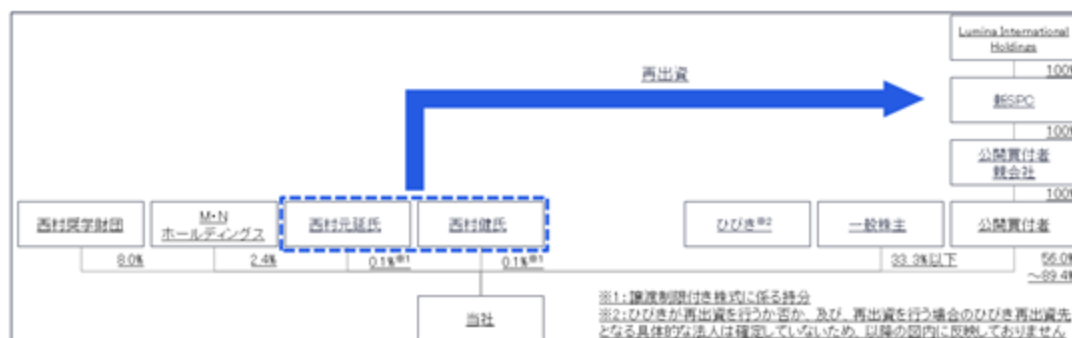 Lumina International
Holdings
100%
再出資
新SPC
100%
公開買付者
親会社
100%
西村奨学財団
M・N
ホールディングス
西村元延氏
西村健氏
ひびき※2
一般株主
公開買付者
8.0%
2.4%
0.1%※1
0.1%※1
33.3%以下
56.0%
～89.4%
当社
※1：譲渡制限付き株式に係る持分
※2：ひびきが再出資を行うか否か、及び、再出資を行う場合のひびき再出資先
となる具体的な法人は確定していないため、以降の図内に反映しておりません